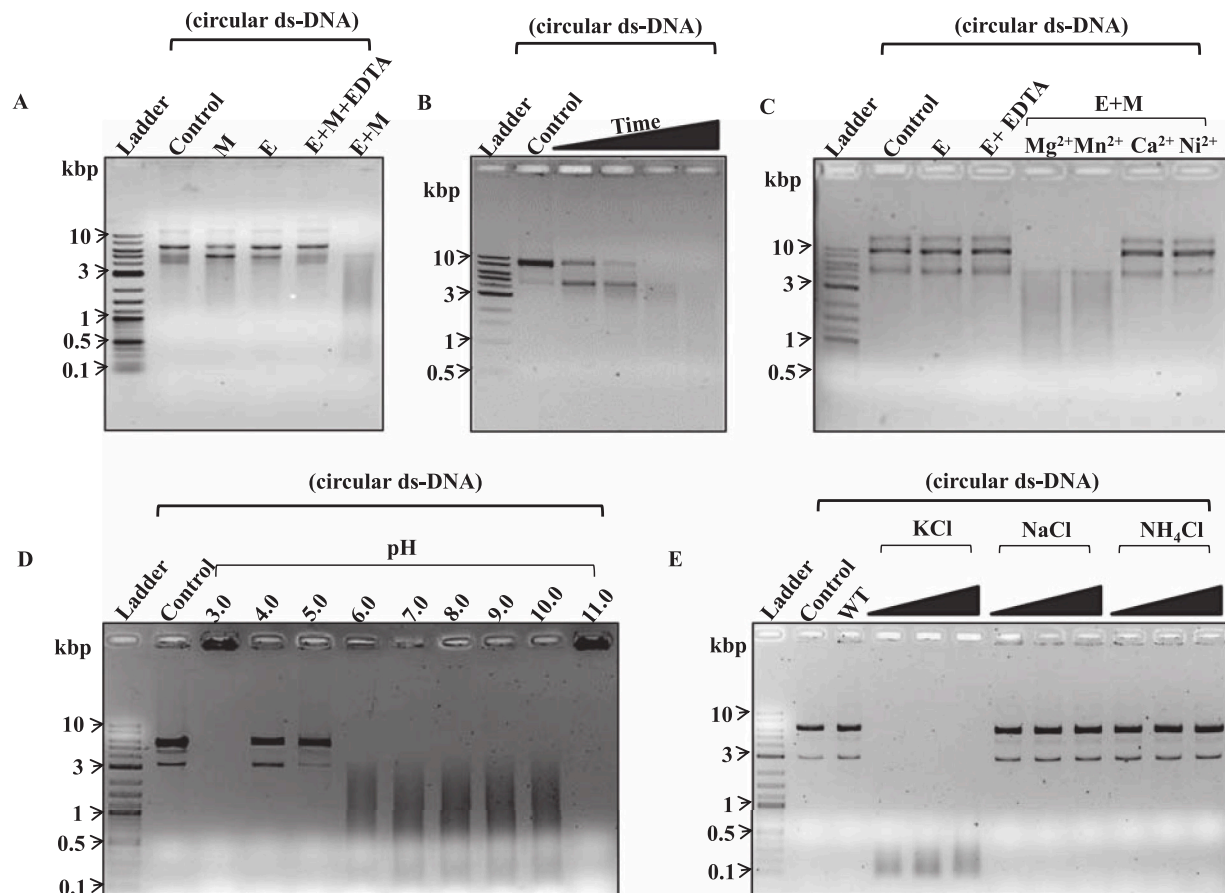 (circular ds-DNA)
A
Ladder
Control
M
E
E+M+EDTA
E+M
kbp
10
3
1
0.5
0.1
(circular ds-DNA)
B
Ladder
Control
Time
kbp
10
3
1
0.5
(circular ds-DNA)
C
Ladder
Control
E
E+ EDTA
E+M
Mg²⁺ Mn²⁺ Ca²⁺ Ni²⁺
kbp
10
3
1
0.5
(circular ds-DNA)
D
pH
Ladder
Control
3.0
4.0
5.0
6.0
7.0
8.0
9.0
10.0
11.0
kbp
10
3
1
0.5
0.1
(circular ds-DNA)
E
KCl NaCl NH₄Cl
Ladder
Control
WT
kbp
10
3
1
0.5
0.1